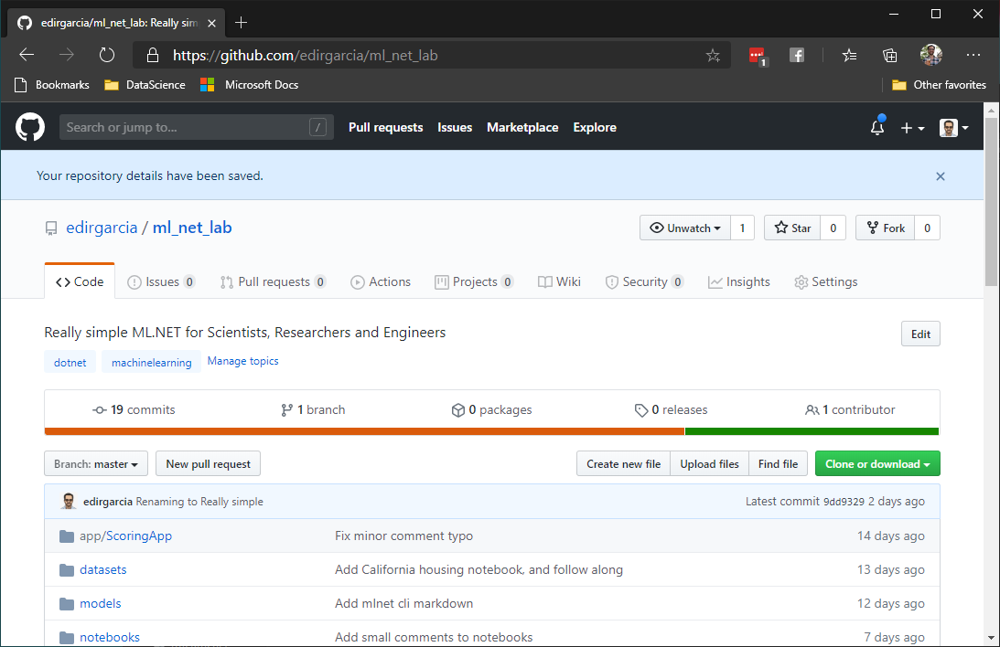 edirgarcia/ml_net_lab: Really sim
https://github.com/edirgarcia/ml_net_lab
1
Bookmarks DataScience Microsoft Docs Other favorites
Search or jump to... / Pull requests Issues Marketplace Explore
Your repository details have been saved.
edirgarcia / ml_net_lab Unwatch 1 Star 0 Fork 0
Code Issues 0 Pull requests 0 Actions Projects 0 Wiki Security 0 Insights Settings
Really simple ML.NET for Scientists, Researchers and Engineers Edit
dotnet machinelearning Manage topics
19 commits 1 branch 0 packages 0 releases 1 contributor
Branch: master New pull request Create new file Upload files Find file Clone or download
edirgarcia Renaming to Really simple Latest commit 9dd9329 2 days ago
app/ScoringApp Fix minor comment typo 14 days ago
datasets Add California housing notebook, and follow along 13 days ago
models Add mlnet cli markdown 12 days ago
notebooks Add small comments to notebooks 7 days ago